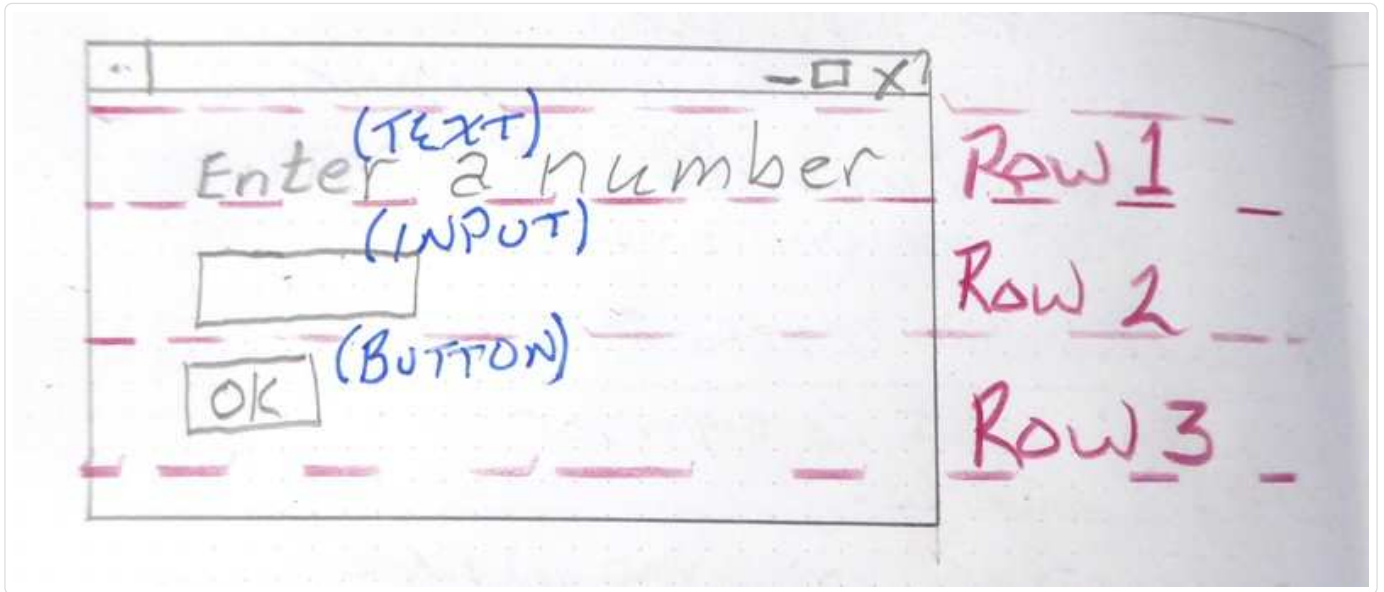 (TEXT)
Enter a number Row 1
(INPUT)
Row 2
(BUTTON)
OK
Row 3